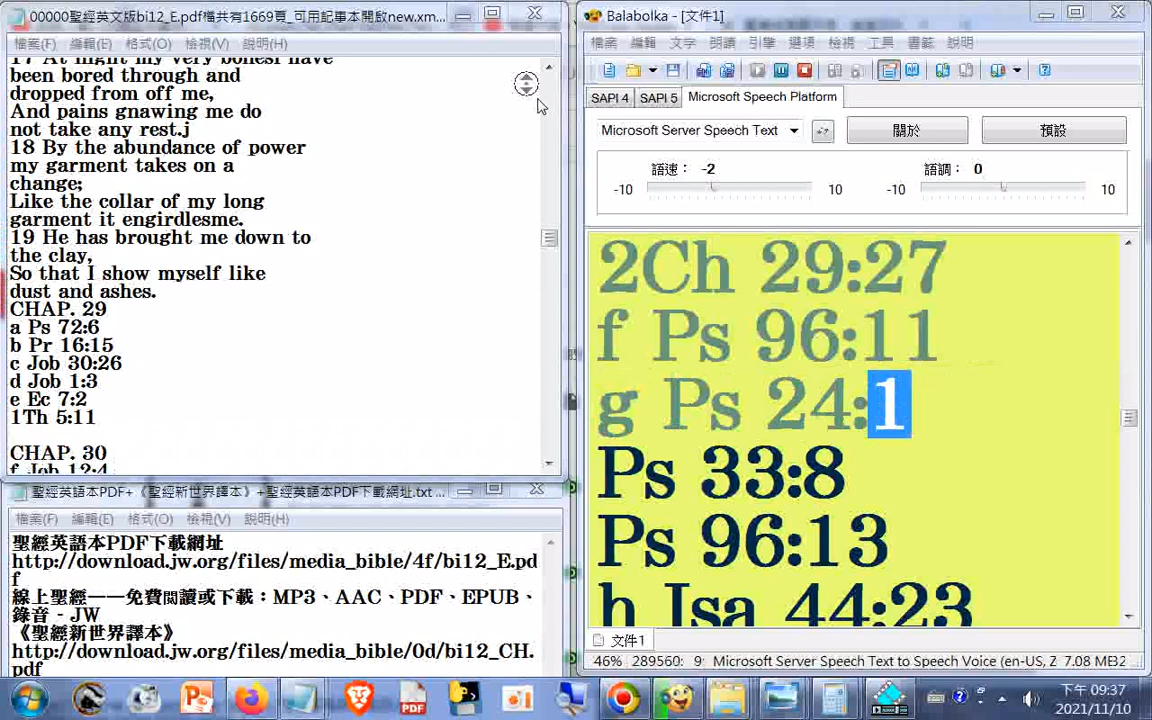 00000聖經英文版bi12_E.pdf檔共有1669頁_可用記事本開啟new.xm...
檔案(F) 編輯(E) 格式(O) 檢視(V) 說明(H)
17 At night my very bonesi have
been bored through and
dropped from off me,
And pains gnawing me do
not take any rest.j
18 By the abundance of power
my garment takes on a
change;
Like the collar of my long
garment it engirdlesme.
19 He has brought me down to
the clay,
So that I show myself like
dust and ashes.
CHAP. 29
a Ps 72:6
b Pr 16:15
c Job 30:26
d Job 1:3
e Ec 7:2
1Th 5:11
CHAP. 30
f Job 12:4
聖經英語本PDF+《聖經新世界譯本》+聖經英語本PDF下載網址.txt ...
檔案(F) 編輯(E) 格式(O) 檢視(V) 說明(H)
聖經英語本PDF下載網址
http://download.jw.org/files/media_bible/4f/bi12_E.pd
f
線上聖經——免費閱讀或下載：MP3、AAC、PDF、EPUB、
錄音 - JW
《聖經新世界譯本》
http://download.jw.org/files/media_bible/0d/bi12_CH.
pdf
Balabolka - [文件1]
檔案 編輯 文字 朗讀 引擎 選項 檢視 工具 書籤 說明
SAPI 4 SAPI 5 Microsoft Speech Platform
Microsoft Server Speech Text 關於 預設
語速： -2 語調： 0
-10 10 -10 10
2Ch 29:27
f Ps 96:11
g Ps 24:1
Ps 33:8
Ps 96:13
h Isa 44:23
文件1
46% 289560: 9: Microsoft Server Speech Text to Speech Voice (en-US, Z 7.08 MB2
下午 09:37
2021/11/10